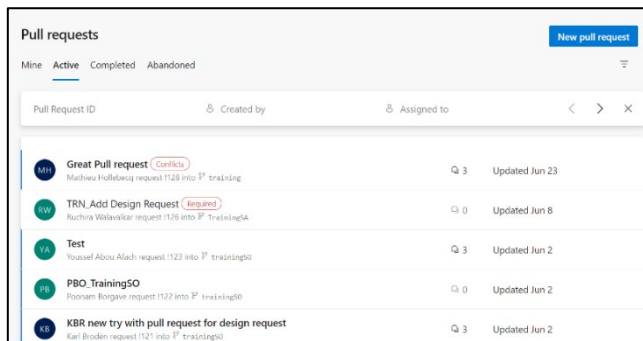 Pull requests
New pull request
Mine Active Completed Abandoned
Pull Request ID Created by Assigned to
MH Great Pull request Conflicts 3 Updated Jun 23
Mathieu Hollebecq request !128 into training
RW TRN_Add Design Request Required 0 Updated Jun 8
Ruchira Walavalkar request !126 into TrainingSA
YA Test 3 Updated Jun 2
Youssef Abou Alach request !123 into trainingSO
PB PBO_TrainingSO 0 Updated Jun 2
Poonam Borgave request !122 into trainingSO
KB KBR new try with pull request for design request 3 Updated Jun 2
Karl Brodén request !121 into trainingSO